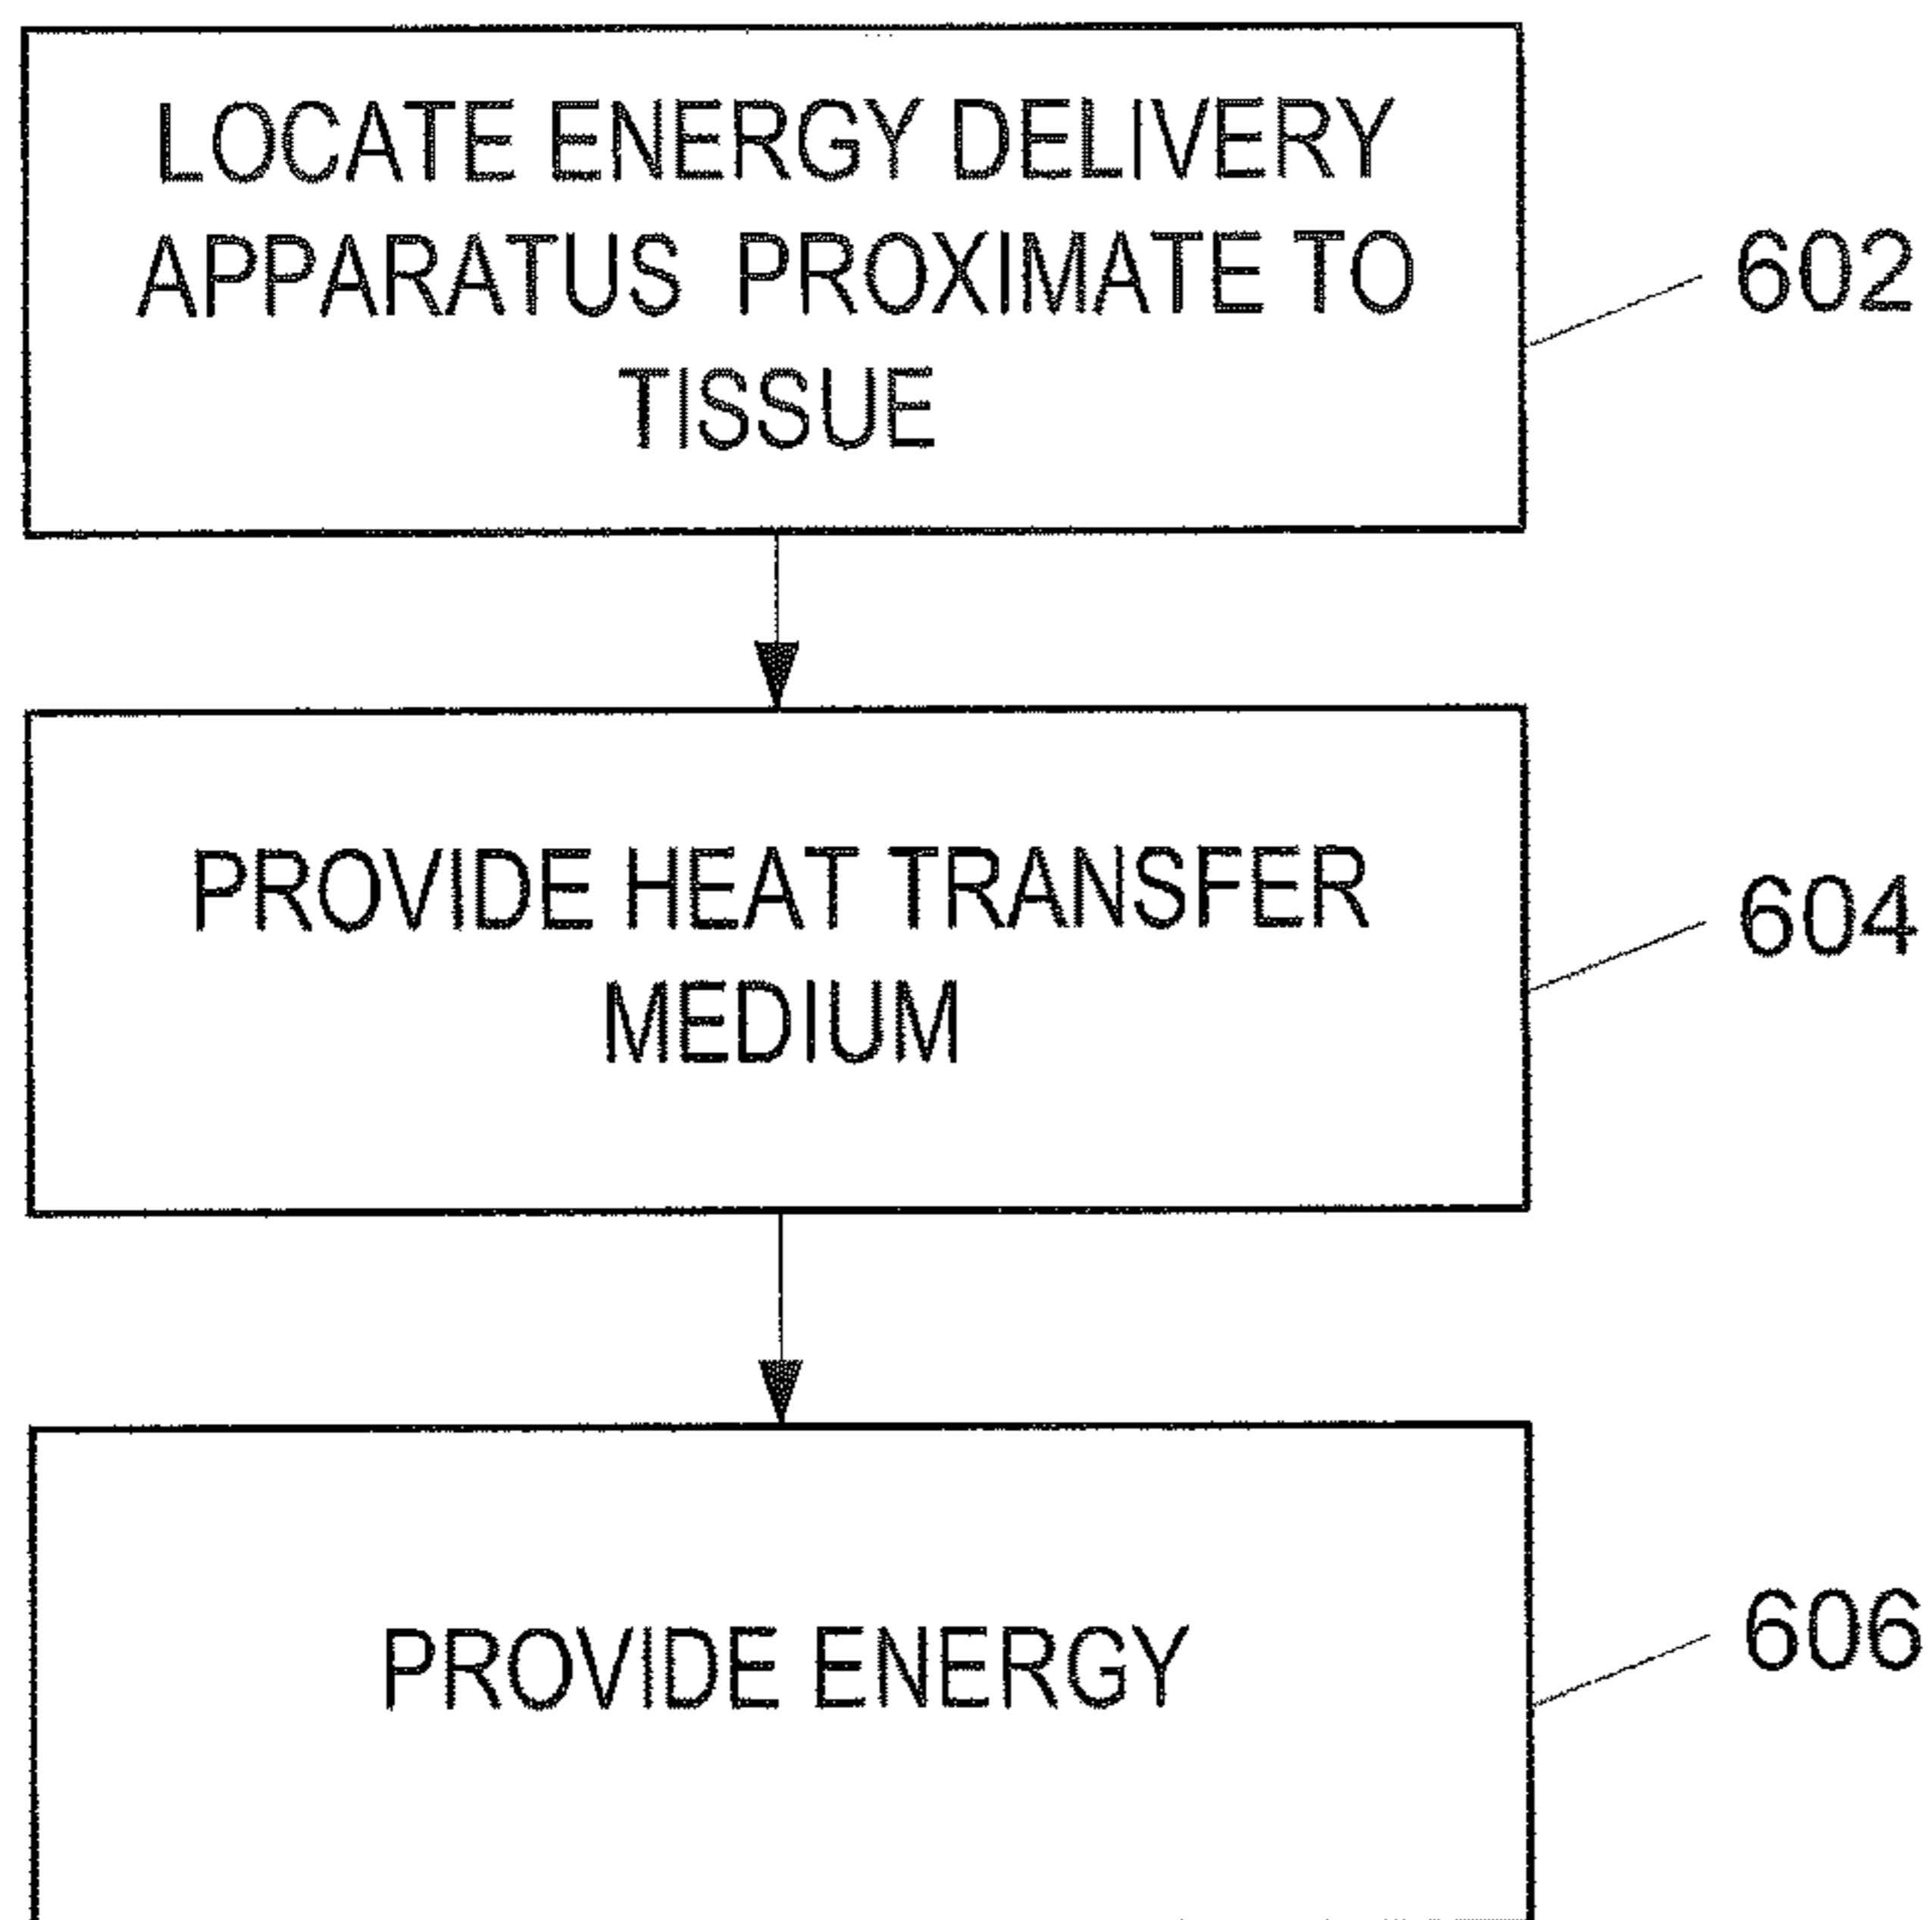 LOCATE ENERGY DELIVERY
APPARATUS PROXIMATE TO
TISSUE
602
PROVIDE HEAT TRANSFER
MEDIUM
604
PROVIDE ENERGY
606